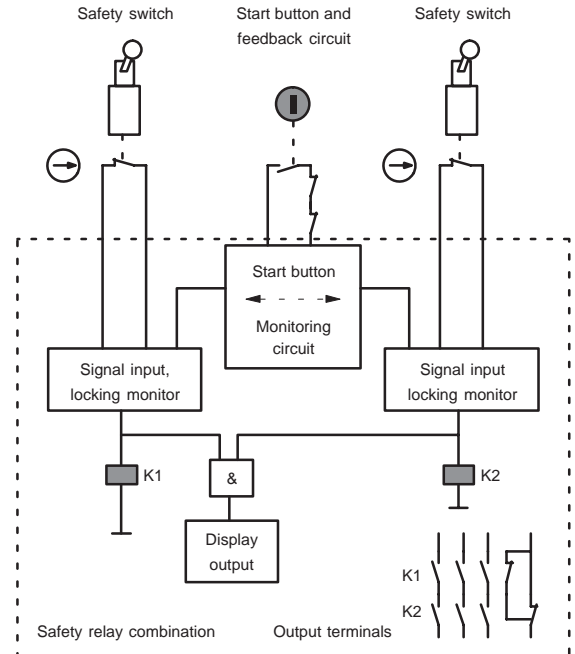 Safety switch
Start button and
feedback circuit
Safety switch
Start button
Monitoring
circuit
Signal input,
locking monitor
Signal input
locking monitor
K1
&
K2
Display
output
K1
K2
Safety relay combination
Output terminals